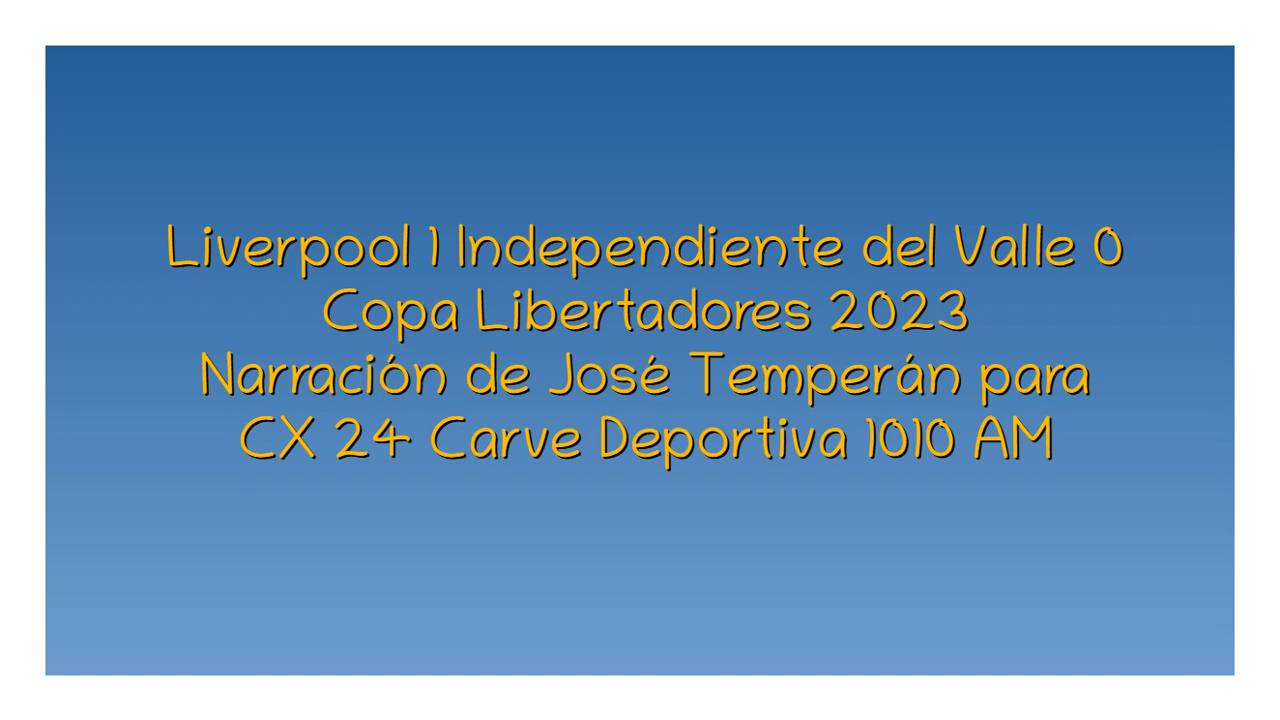 Liverpool 1 Independiente del Valle 0
Copa Libertadores 2023
Narración de José Temperán para
CX 24 Carve Deportiva 1010 AM